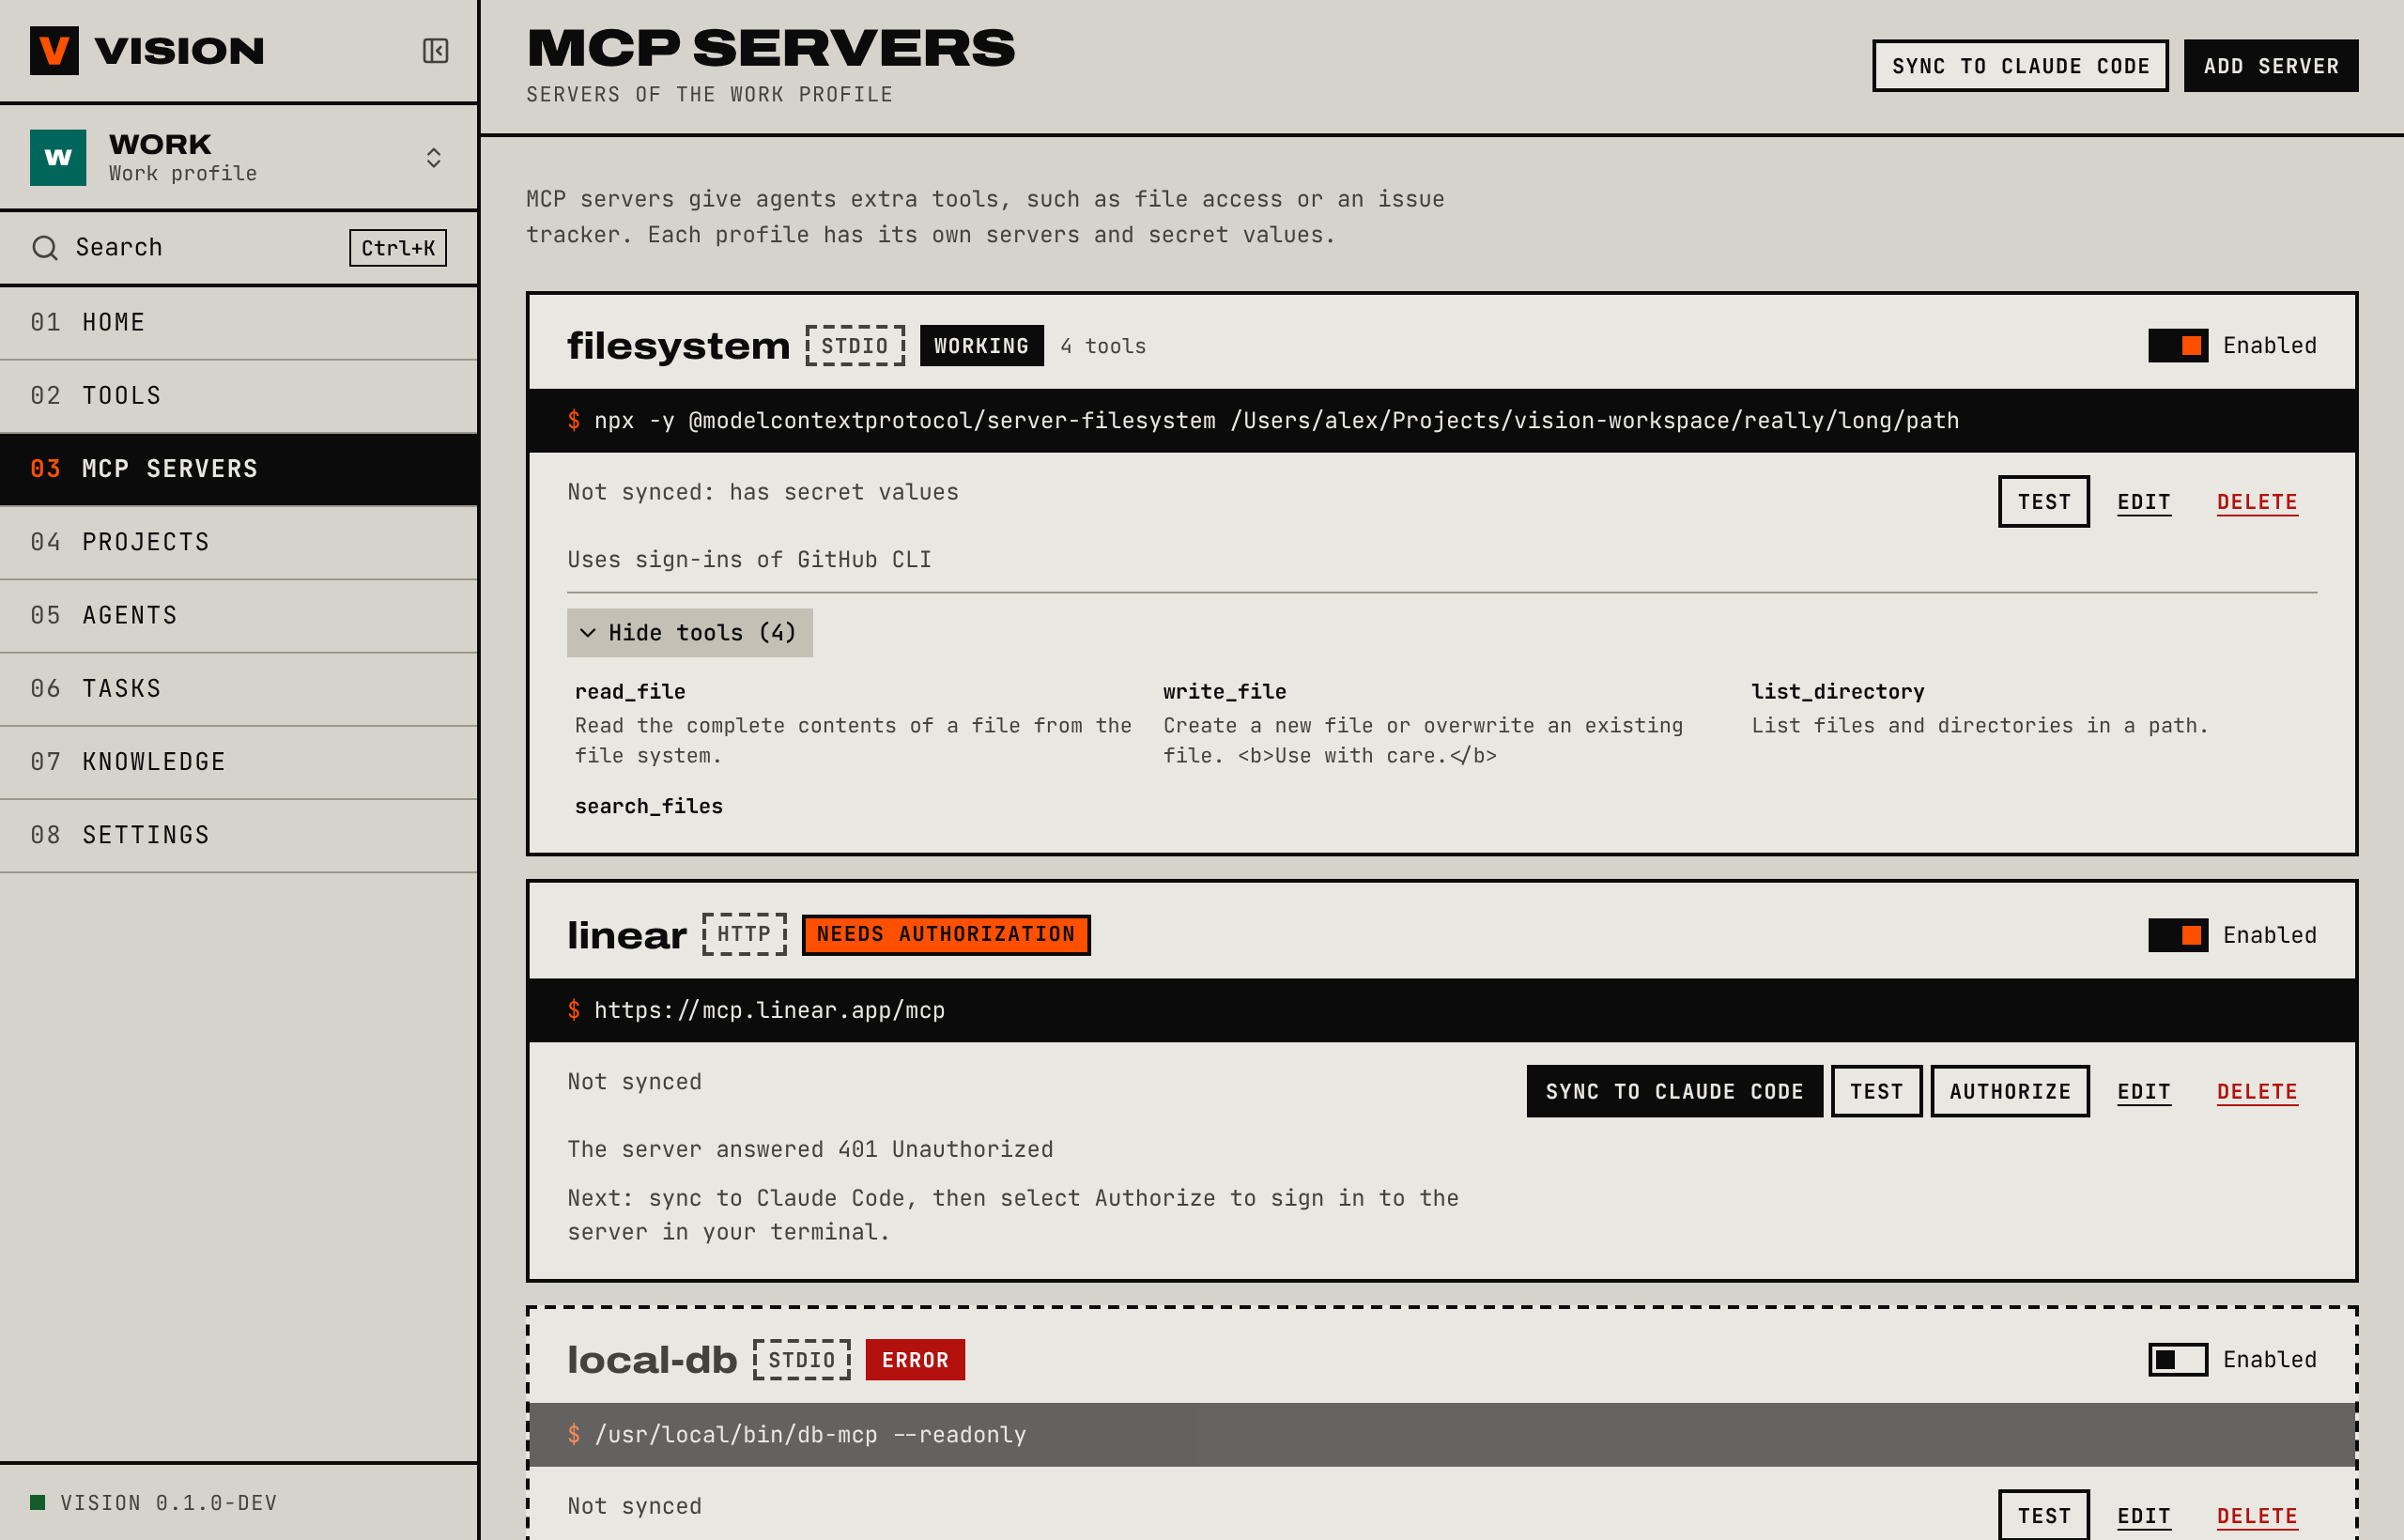 V VISION
W WORK
Work profile
Search Ctrl+K
01 HOME
02 TOOLS
03 MCP SERVERS
04 PROJECTS
05 AGENTS
06 TASKS
07 KNOWLEDGE
08 SETTINGS
VISION 0.1.0-DEV
MCP SERVERS
SERVERS OF THE WORK PROFILE
SYNC TO CLAUDE CODE ADD SERVER
MCP servers give agents extra tools, such as file access or an issue
tracker. Each profile has its own servers and secret values.
filesystem STDIO WORKING 4 tools Enabled
$ npx -y @modelcontextprotocol/server-filesystem /Users/alex/Projects/vision-workspace/really/long/path
Not synced: has secret values TEST EDIT DELETE
Uses sign-ins of GitHub CLI
Hide tools (4)
read_file
Read the complete contents of a file from the
file system.
write_file
Create a new file or overwrite an existing
file. <b>Use with care.</b>
list_directory
List files and directories in a path.
search_files
linear HTTP NEEDS AUTHORIZATION Enabled
$ https://mcp.linear.app/mcp
Not synced SYNC TO CLAUDE CODE TEST AUTHORIZE EDIT DELETE
The server answered 401 Unauthorized
Next: sync to Claude Code, then select Authorize to sign in to the
server in your terminal.
local-db STDIO ERROR Enabled
$ /usr/local/bin/db-mcp --readonly
Not synced TEST EDIT DELETE